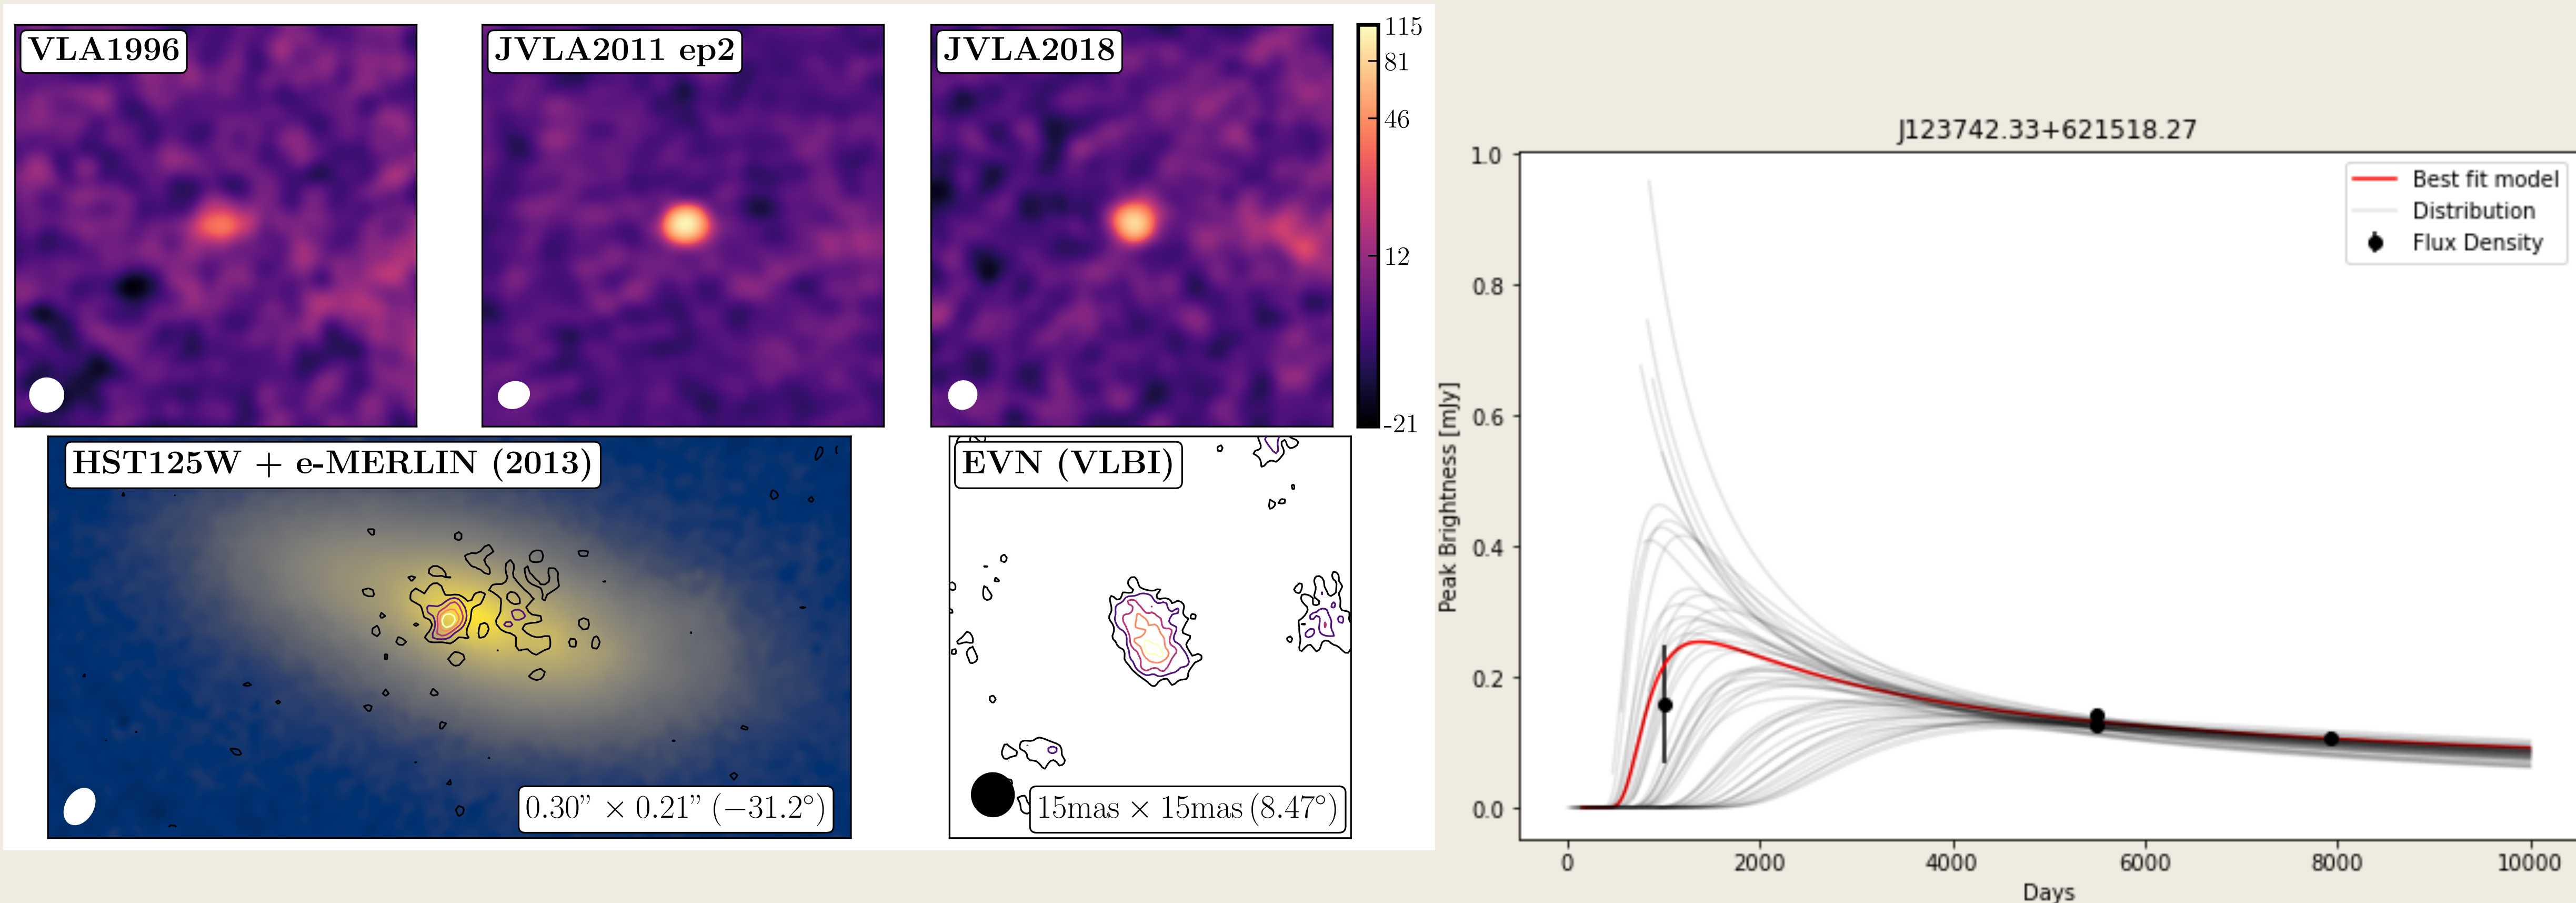 VLA1996
JVLA2011 ep2
JVLA2018
115
81
46
12
-21
HST125W + e-MERLIN (2013)
0.30” × 0.21” (−31.2°)
EVN (VLBI)
15mas × 15mas (8.47°)
J123742.33+621518.27
Best fit model
Distribution
Flux Density
Peak Brightness [mJy]
1.0
0.8
0.6
0.4
0.2
0.0
0
2000
4000
6000
8000
10000
Days